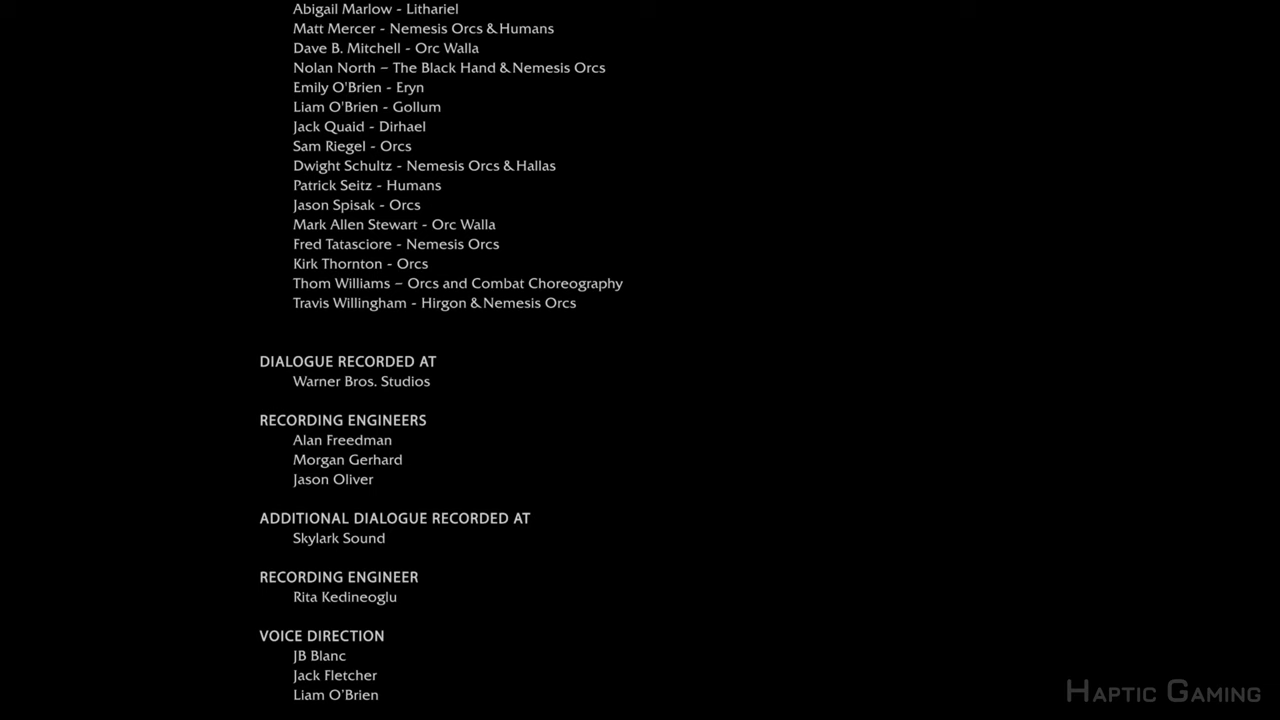 Abigail Marlow - Lithariel
Matt Mercer - Nemesis Orcs & Humans
Dave B. Mitchell - Orc Walla
Nolan North – The Black Hand & Nemesis Orcs
Emily O'Brien - Eryn
Liam O'Brien - Gollum
Jack Quaid - Dirhael
Sam Riegel - Orcs
Dwight Schultz - Nemesis Orcs & Hallas
Patrick Seitz - Humans
Jason Spisak - Orcs
Mark Allen Stewart - Orc Walla
Fred Tatasciore - Nemesis Orcs
Kirk Thornton - Orcs
Thom Williams – Orcs and Combat Choreography
Travis Willingham - Hirgon & Nemesis Orcs
DIALOGUE RECORDED AT
Warner Bros. Studios
RECORDING ENGINEERS
Alan Freedman
Morgan Gerhard
Jason Oliver
ADDITIONAL DIALOGUE RECORDED AT
Skylark Sound
RECORDING ENGINEER
Rita Kedineoglu
VOICE DIRECTION
JB Blanc
Jack Fletcher
Liam O’Brien
HAPTIC GAMING